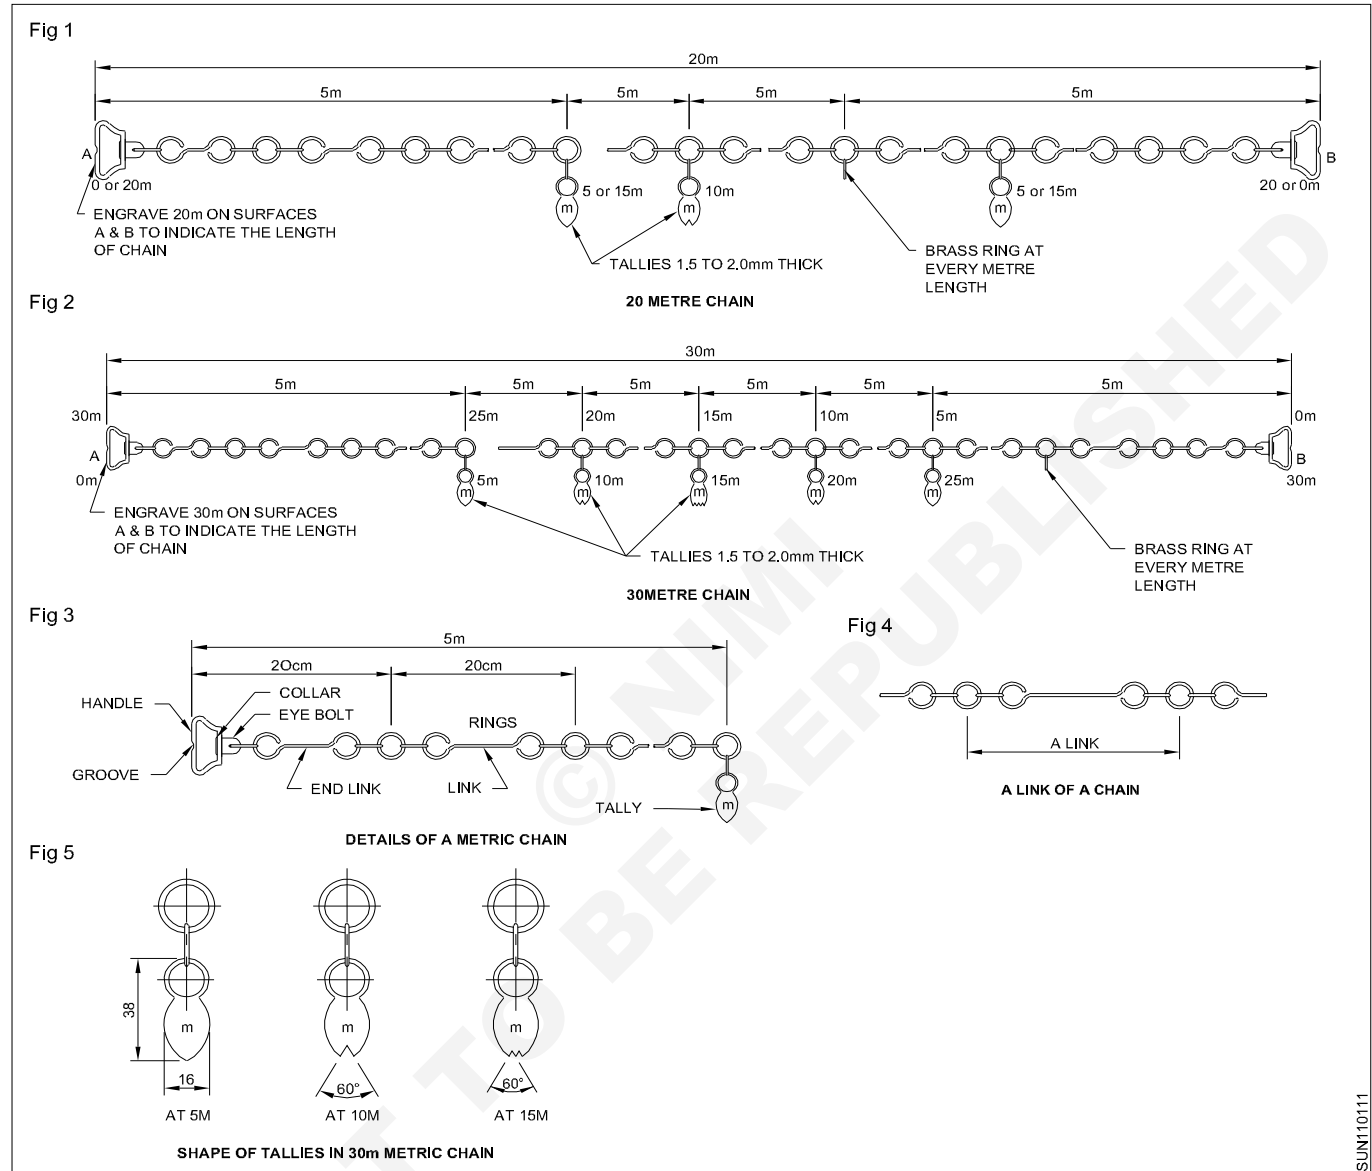 Fig 1
20m
5m 5m 5m 5m
A
B
0 or 20m
5 or 15m
10m
5 or 15m
20 or 0m
m m m
ENGRAVE 20m ON SURFACES
A & B TO INDICATE THE LENGTH
OF CHAIN
TALLIES 1.5 TO 2.0mm THICK
BRASS RING AT
EVERY METRE
LENGTH
20 METRE CHAIN
Fig 2
30m
5m 5m 5m 5m 5m 5m
30m 25m 20m 15m 10m 5m 0m
A
B
0m 5m 10m 15m 20m 25m 30m
m m m m m
ENGRAVE 30m ON SURFACES
A & B TO INDICATE THE LENGTH
OF CHAIN
TALLIES 1.5 TO 2.0mm THICK
BRASS RING AT
EVERY METRE
LENGTH
30METRE CHAIN
Fig 3
5m
2Ocm 20cm
HANDLE
COLLAR
EYE BOLT
RINGS
GROOVE
END LINK
LINK
TALLY
m
DETAILS OF A METRIC CHAIN
Fig 4
A LINK
A LINK OF A CHAIN
Fig 5
38
m m m
16
60°
60°
AT 5M AT 10M AT 15M
SHAPE OF TALLIES IN 30m METRIC CHAIN
SUN110111
© NIMI
T TO BE REPUBLISHED